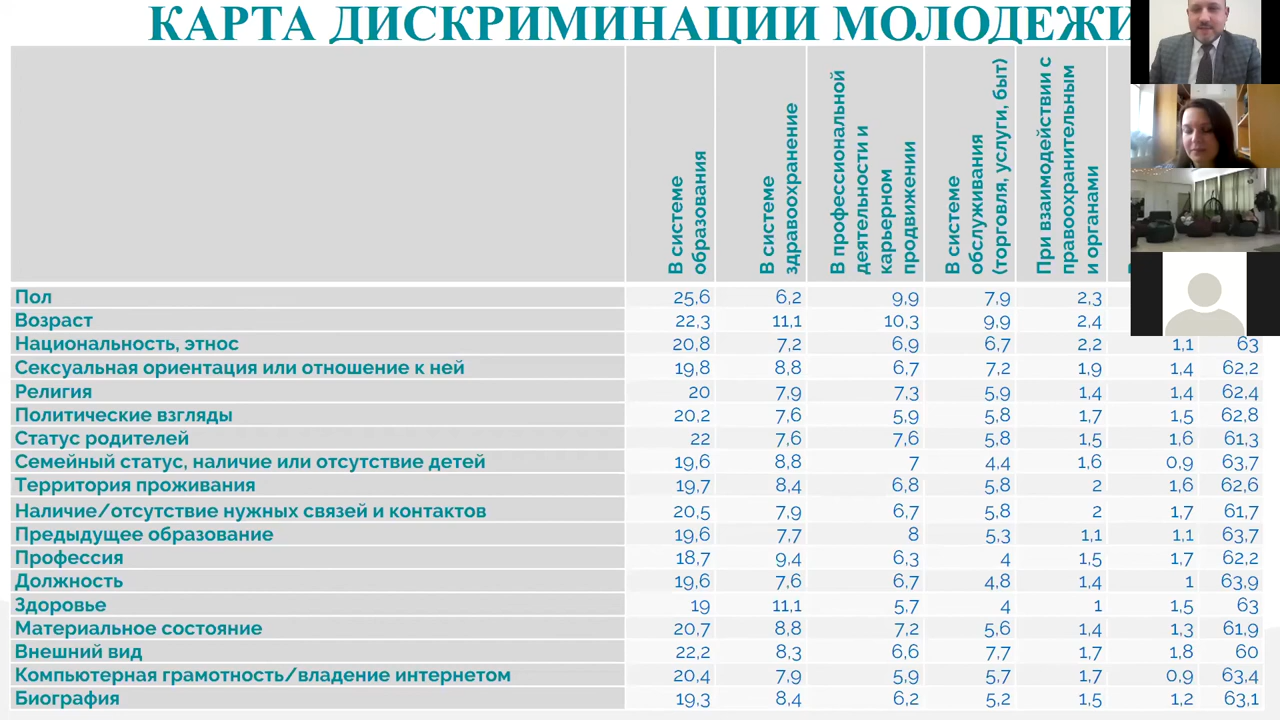 КАРТА ДИСКРИМИНАЦИИ МОЛОДЕЖИ
В системе
образования
В системе
здравоохранение
В профессиональной
деятельности и
карьерном
продвижении
В системе
обслуживания
(торговля, услуги, быт)
При взаимодействии с
правоохранительным
и органами
Пол 25,6 6,2 9,9 7,9 2,3
Возраст 22,3 11,1 10,3 9,9 2,4
Национальность, этнос 20,8 7,2 6,9 6,7 2,2 1,1 63
Сексуальная ориентация или отношение к ней 19,8 8,8 6,7 7,2 1,9 1,4 62,2
Религия 20 7,9 7,3 5,9 1,4 1,4 62,4
Политические взгляды 20,2 7,6 5,9 5,8 1,7 1,5 62,8
Статус родителей 22 7,6 7,6 5,8 1,5 1,6 61,3
Семейный статус, наличие или отсутствие детей 19,6 8,8 7 4,4 1,6 0,9 63,7
Территория проживания 19,7 8,4 6,8 5,8 2 1,6 62,6
Наличие/отсутствие нужных связей и контактов 20,5 7,9 6,7 5,8 2 1,7 61,7
Предыдущее образование 19,6 7,7 8 5,3 1,1 1,1 63,7
Профессия 18,7 9,4 6,3 4 1,5 1,7 62,2
Должность 19,6 7,6 6,7 4,8 1,4 1 63,9
Здоровье 19 11,1 5,7 4 1 1,5 63
Материальное состояние 20,7 8,8 7,2 5,6 1,4 1,3 61,9
Внешний вид 22,2 8,3 6,6 7,7 1,7 1,8 60
Компьютерная грамотность/владение интернетом 20,4 7,9 5,9 5,7 1,7 0,9 63,4
Биография 19,3 8,4 6,2 5,2 1,5 1,2 63,1